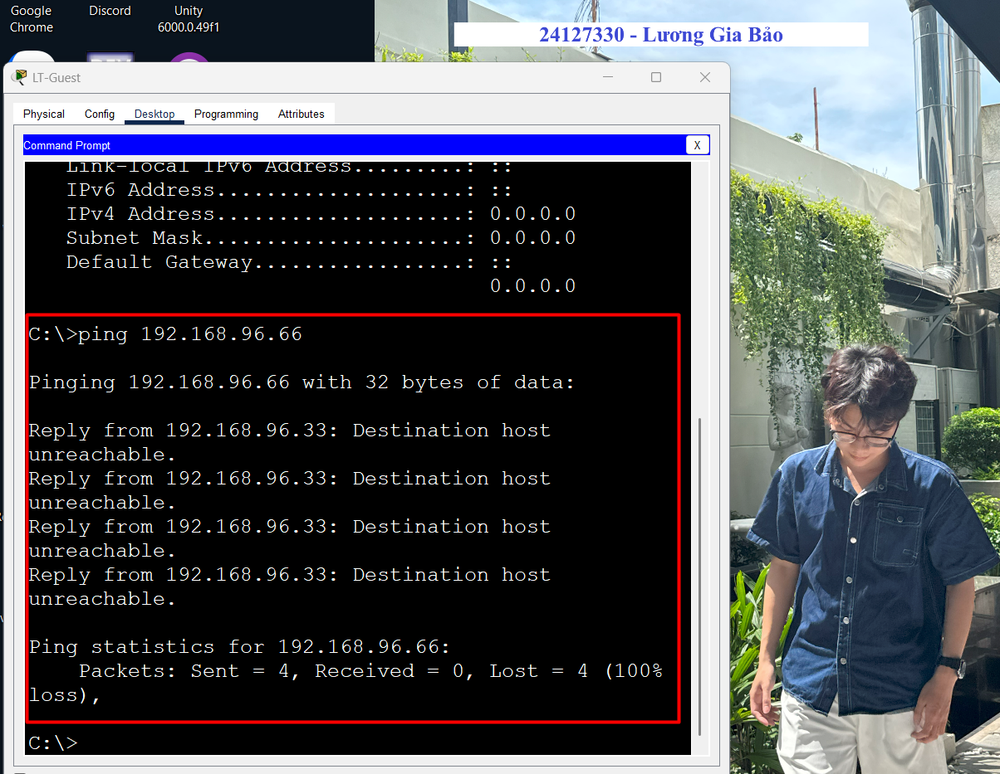 Google
Chrome
Discord
Unity
6000.0.49f1
24127330 - Lương Gia Bảo
LT-Guest
Physical Config Desktop Programming Attributes
Command Prompt X
Link-local IPv6 Address.........: ::
IPv6 Address....................: ::
IPv4 Address....................: 0.0.0.0
Subnet Mask.....................: 0.0.0.0
Default Gateway.................: ::
0.0.0.0
C:\>ping 192.168.96.66
Pinging 192.168.96.66 with 32 bytes of data:
Reply from 192.168.96.33: Destination host
unreachable.
Reply from 192.168.96.33: Destination host
unreachable.
Reply from 192.168.96.33: Destination host
unreachable.
Reply from 192.168.96.33: Destination host
unreachable.
Ping statistics for 192.168.96.66:
Packets: Sent = 4, Received = 0, Lost = 4 (100%
loss),
C:\>